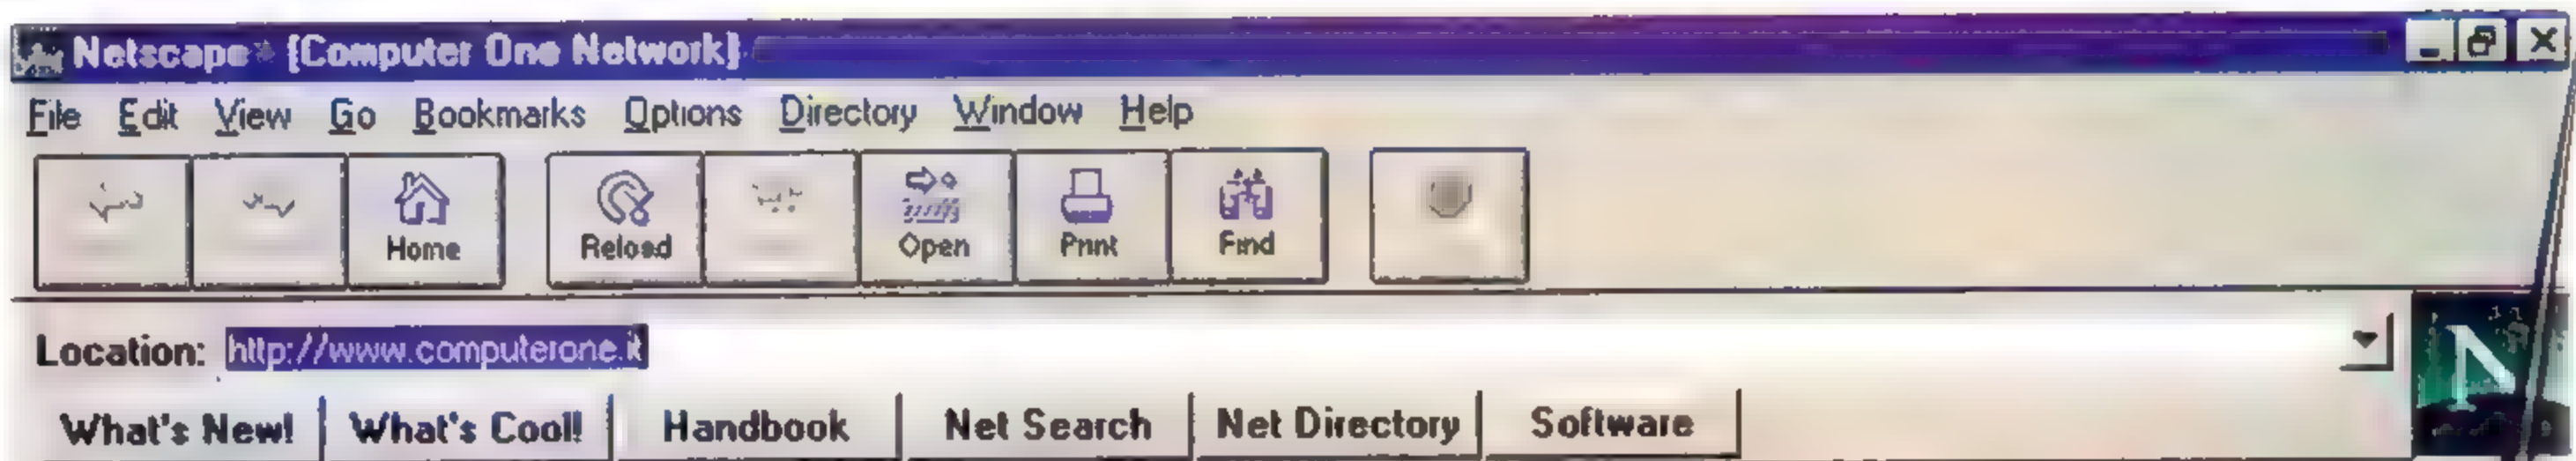 Netscape - [Computer One Network]
File Edit View Go Bookmarks Options Directory Window Help
Home Reload Open Print Find
Location: http://www.computerone.it
What's New! What's Cool! Handbook Net Search Net Directory Software
N